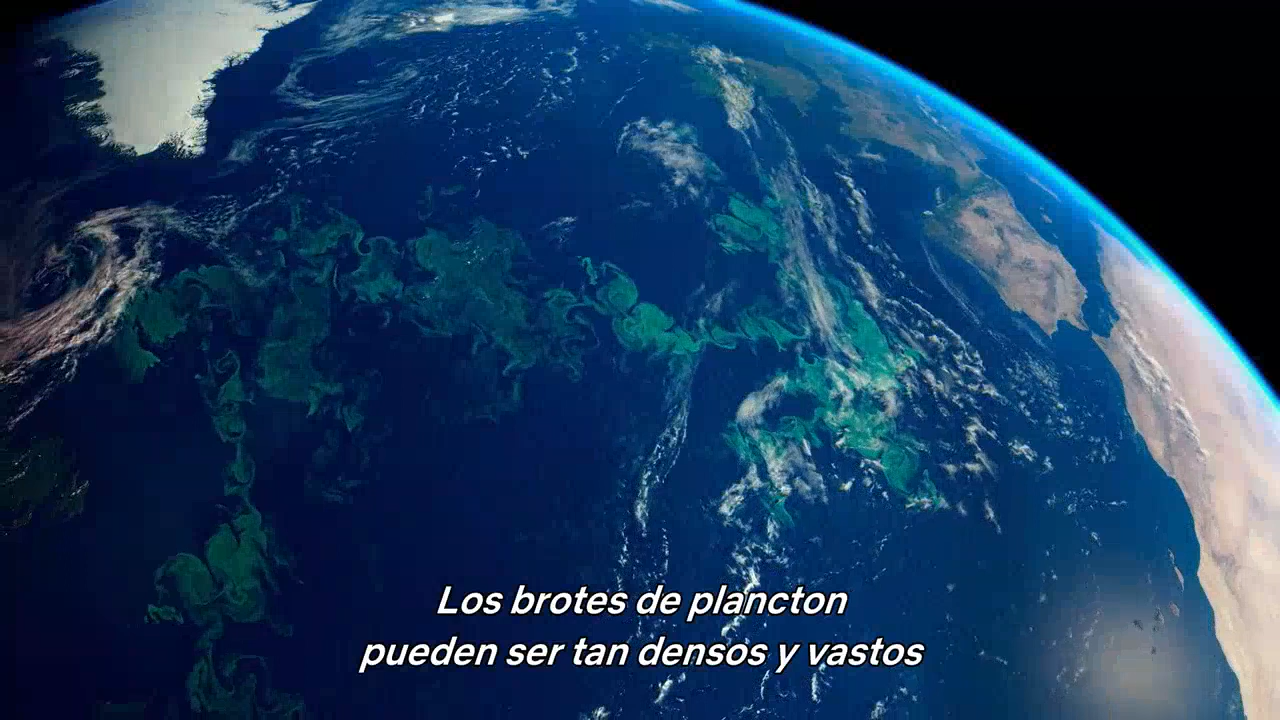 Los brotes de plancton
pueden ser tan densos y vastos